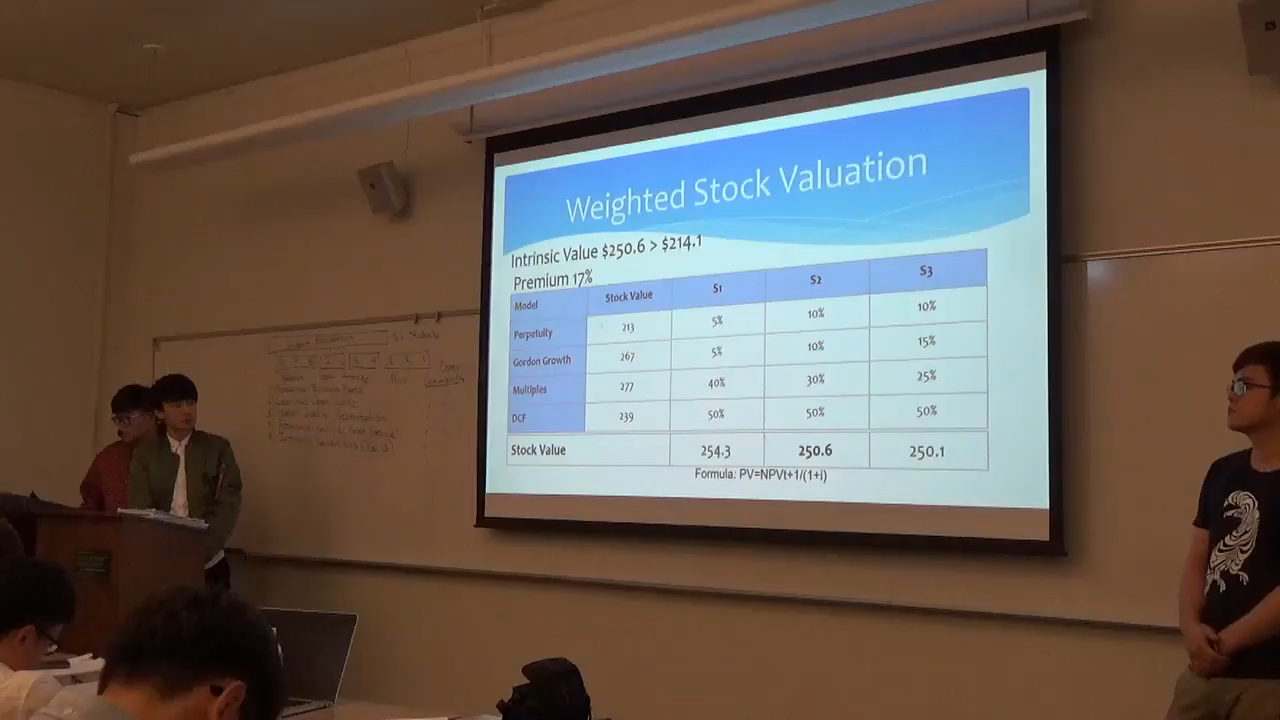 Weighted Stock Valuation
Intrinsic Value $250.6 > $214.1
Premium 17%
Model Stock Value S1 S2 S3
Perpetuity 213 5% 10% 10%
Gordon Growth 267 5% 10% 15%
Multiples 277 40% 30% 25%
DCF 239 50% 50% 50%
Stock Value 254.3 250.6 250.1
Formula: PV=NPVt+1/(1+i)